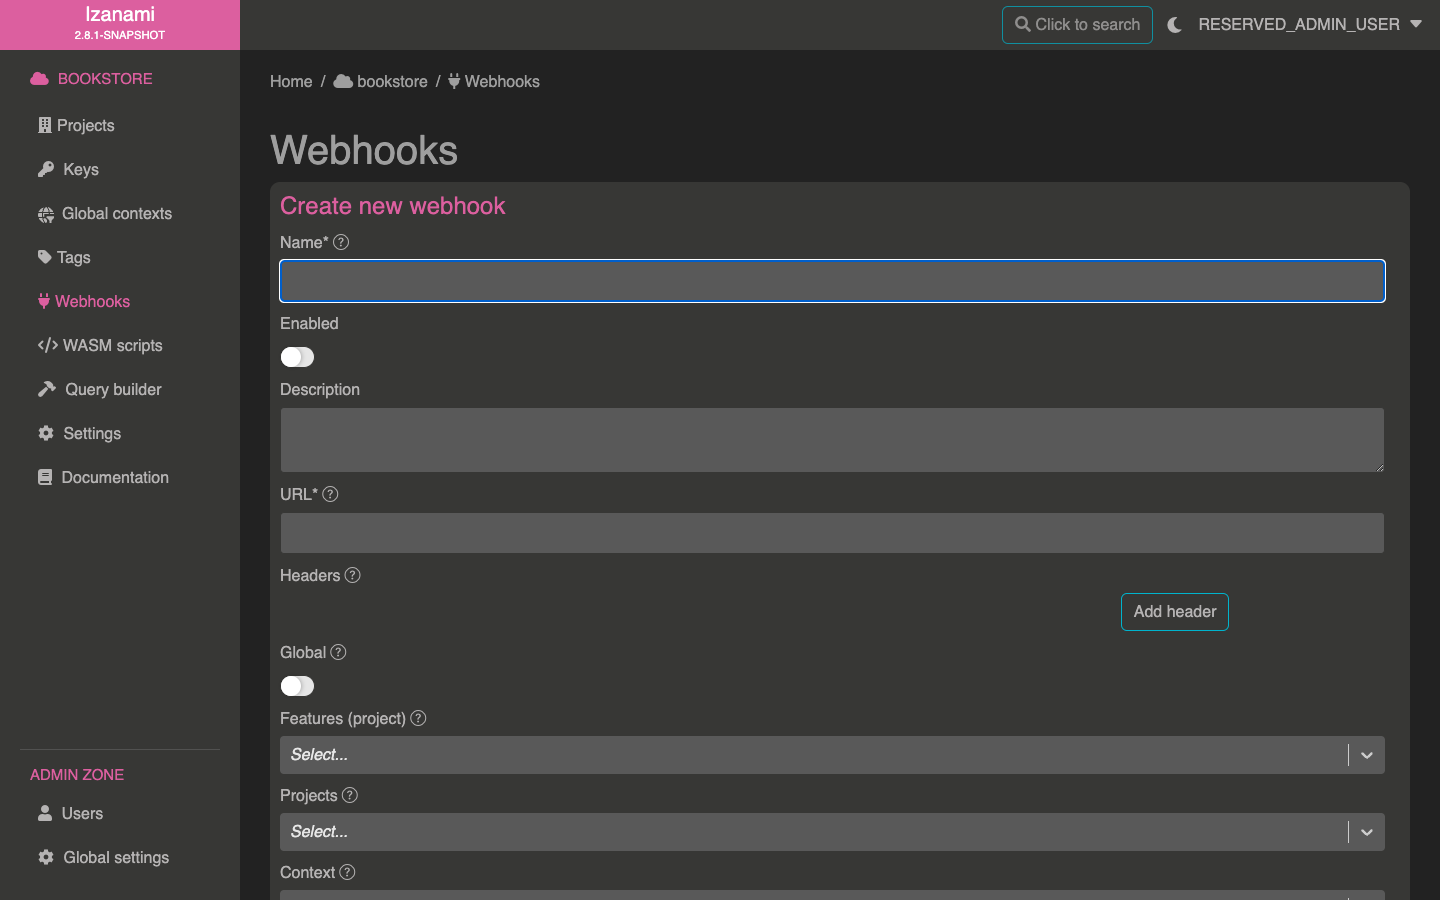 Izanami
2.8.1-SNAPSHOT
Click to search
RESERVED_ADMIN_USER
BOOKSTORE
Projects
Keys
Global contexts
Tags
Webhooks
WASM scripts
Query builder
Settings
Documentation
ADMIN ZONE
Users
Global settings
Home / bookstore / Webhooks
Webhooks
Create new webhook
Name*
Enabled
Description
URL*
Headers
Add header
Global
Features (project)
Select...
Projects
Select...
Context